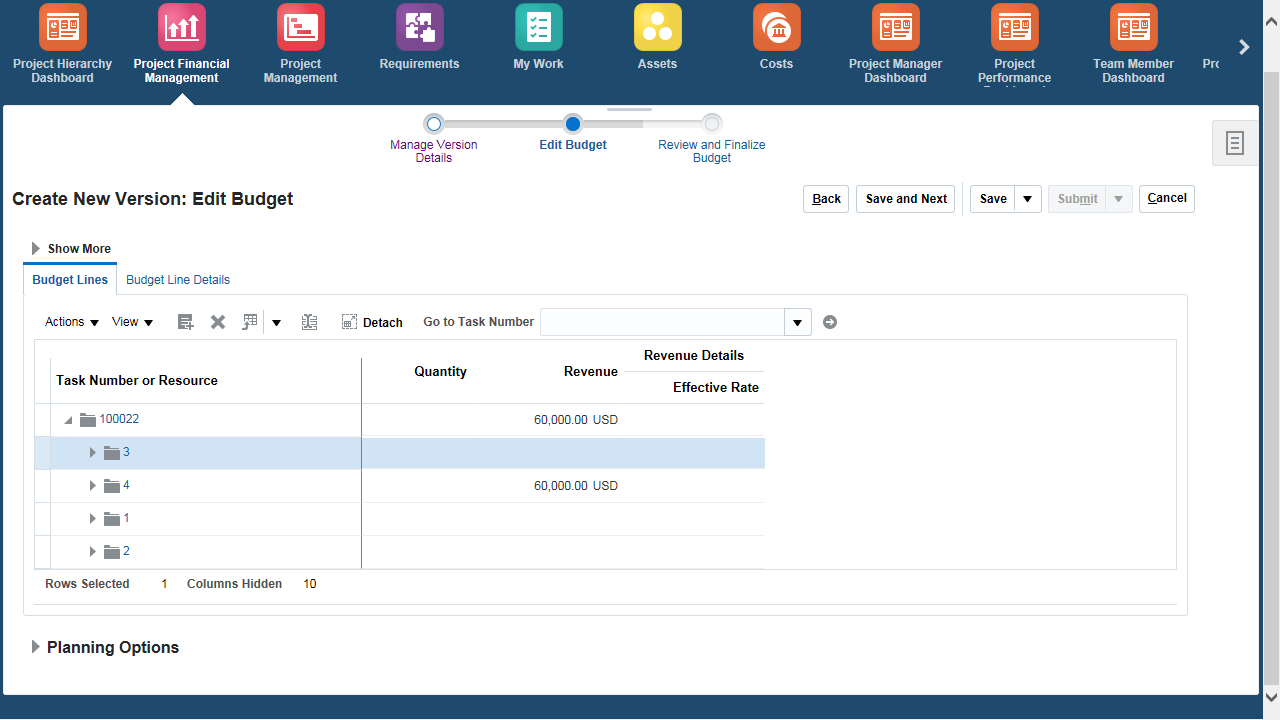 Project Hierarchy Dashboard
Project Financial Management
Project Management
Requirements
My Work
Assets
Costs
Project Manager Dashboard
Project Performance
Team Member Dashboard
Manage Version Details
Edit Budget
Review and Finalize Budget
Create New Version: Edit Budget
Back
Save and Next
Save
Submit
Cancel
Show More
Budget Lines
Budget Line Details
Actions View Detach Go to Task Number
Revenue Details
Task Number or Resource Quantity Revenue Effective Rate
100022 60,000.00 USD
3
4 60,000.00 USD
1
2
Rows Selected 1 Columns Hidden 10
Planning Options